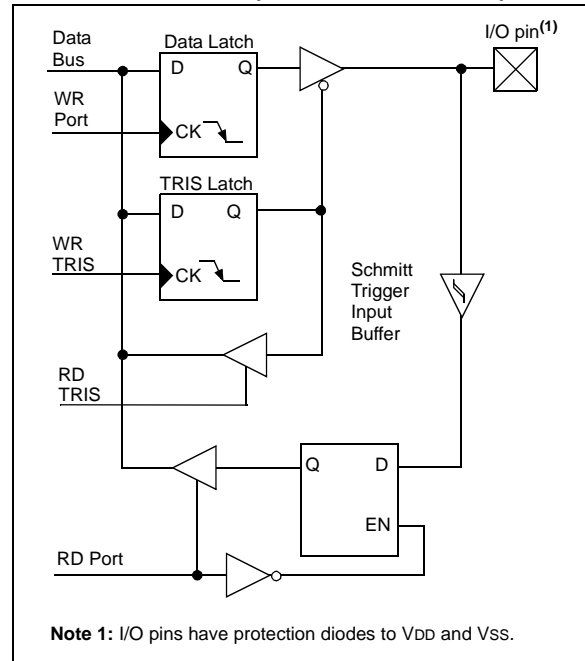 I/O pin(1)
Data
Bus
Data Latch
D
Q
WR
Port
CK
TRIS Latch
D
Q
WR
TRIS
CK
Schmitt
Trigger
Input
Buffer
RD
TRIS
Q
D
EN
RD Port
Note 1: I/O pins have protection diodes to VDD and VSS.